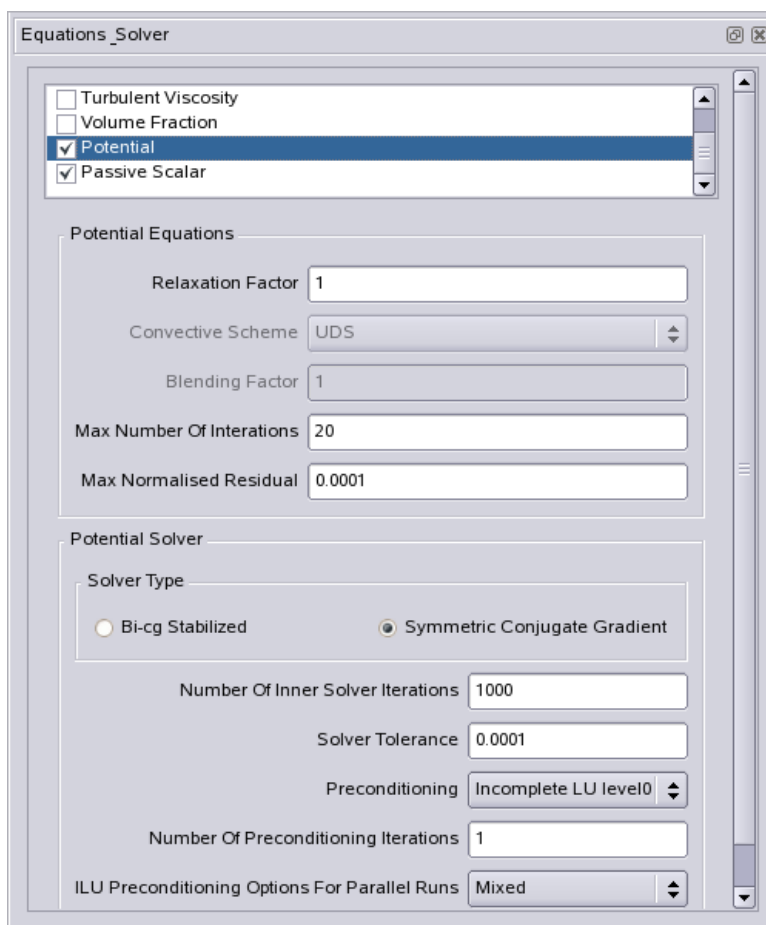 Equations_Solver
Turbulent Viscosity
Volume Fraction
Potential
Passive Scalar
Potential Equations
Relaxation Factor 1
Convective Scheme UDS
Blending Factor 1
Max Number Of Interations 20
Max Normalised Residual 0.0001
Potential Solver
Solver Type
Bi-cg Stabilized Symmetric Conjugate Gradient
Number Of Inner Solver Iterations 1000
Solver Tolerance 0.0001
Preconditioning Incomplete LU level0
Number Of Preconditioning Iterations 1
ILU Preconditioning Options For Parallel Runs Mixed